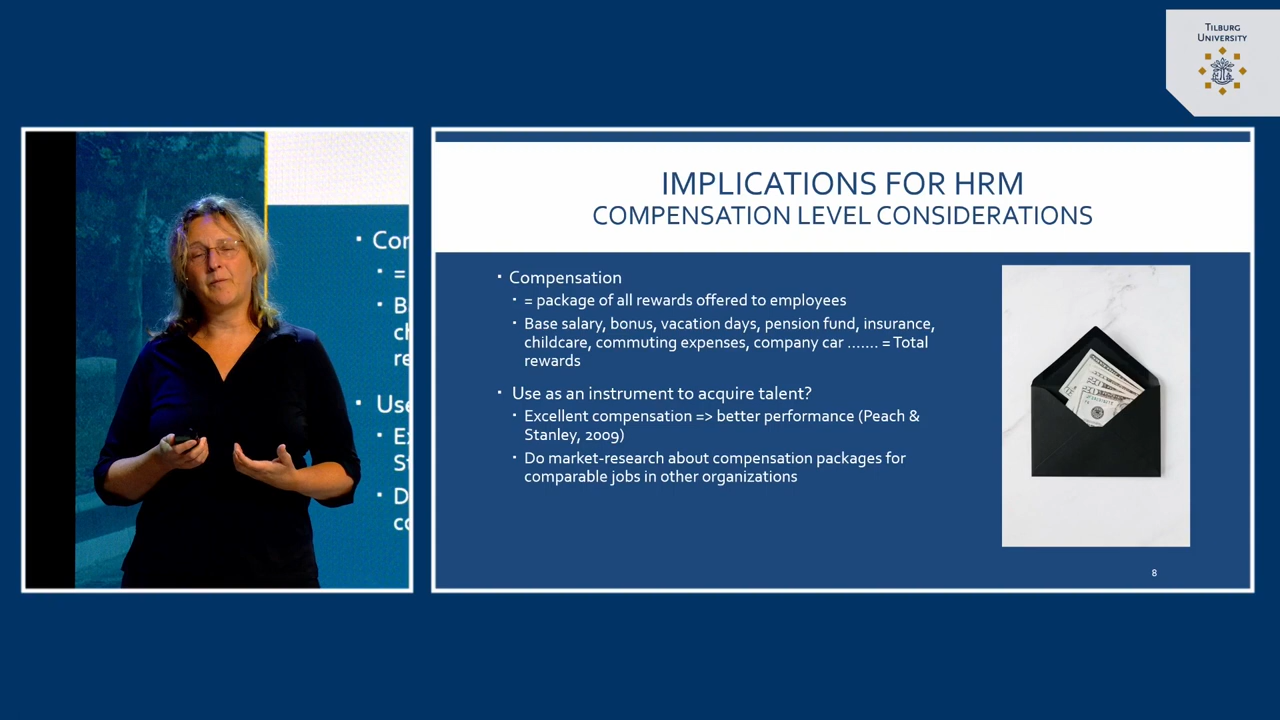 TILBURG
UNIVERSITY
IMPLICATIONS FOR HRM
COMPENSATION LEVEL CONSIDERATIONS
Compensation
= package of all rewards offered to employees
Base salary, bonus, vacation days, pension fund, insurance,
childcare, commuting expenses, company car ....... = Total
rewards
Use as an instrument to acquire talent?
Excellent compensation => better performance (Peach &
Stanley, 2009)
Do market-research about compensation packages for
comparable jobs in other organizations
8
Con
=
B
ch
re
Use
Ex
St
D
co